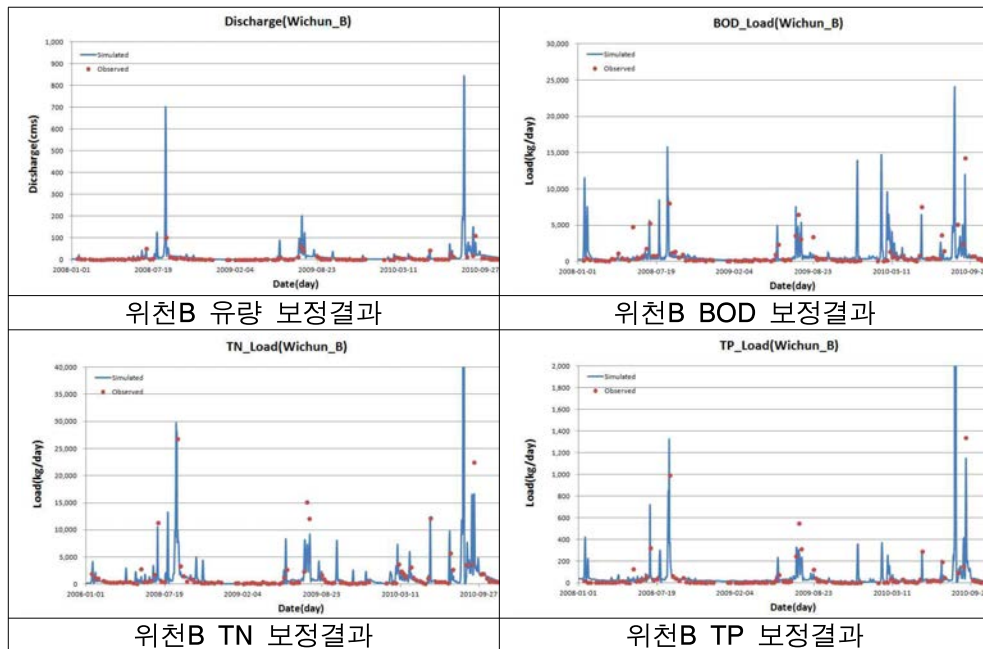 Discharge(Wichun_B)
1,000
900
800
700
600
500
400
300
200
100
0
Dicsharge(cms)
Simulated
Observed
2008-01-01 2008-07-19 2009-02-04 2009-08-23 2010-03-11 2010-09-27
Date(day)
위천B 유량 보정결과
BOD_Load(Wichun_B)
30,000
25,000
20,000
15,000
10,000
5,000
0
Load(kg/day)
Simulated
Observed
2008-01-01 2008-07-19 2009-02-04 2009-08-23 2010-03-11 2010-09-27
Date(day)
위천B BOD 보정결과
TN_Load(Wichun_B)
40,000
35,000
30,000
25,000
20,000
15,000
10,000
5,000
0
Load(kg/day)
Simulated
Observed
2008-01-01 2008-07-19 2009-02-04 2009-08-23 2010-03-11 2010-09-27
Date(day)
위천B TN 보정결과
TP_Load(Wichun_B)
2,000
1,800
1,600
1,400
1,200
1,000
800
600
400
200
0
Load(kg/day)
Simulated
Observed
2008-01-01 2008-07-19 2009-02-04 2009-08-23 2010-03-11 2010-09-27
Date(day)
위천B TP 보정결과